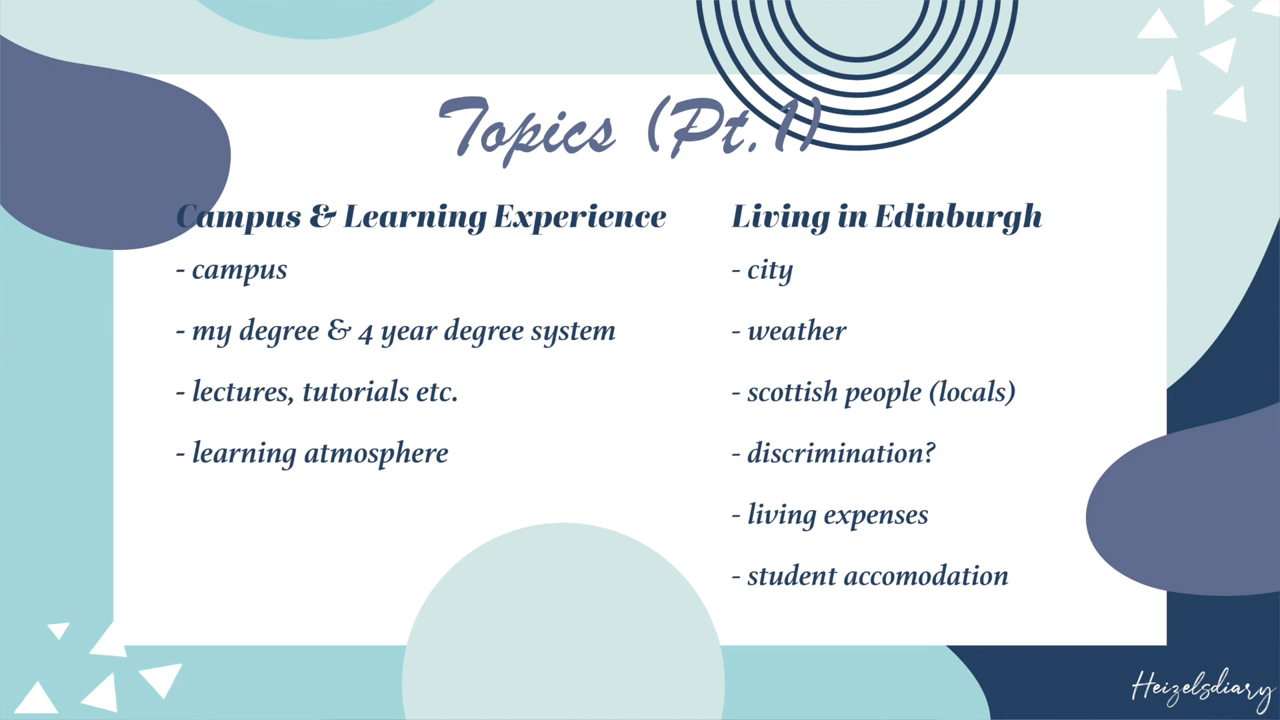 Topics (Pt.1)
Campus & Learning Experience
- campus
- my degree & 4 year degree system
- lectures, tutorials etc.
- learning atmosphere
Living in Edinburgh
- city
- weather
- scottish people (locals)
- discrimination?
- living expenses
- student accomodation
Heizelsdiary